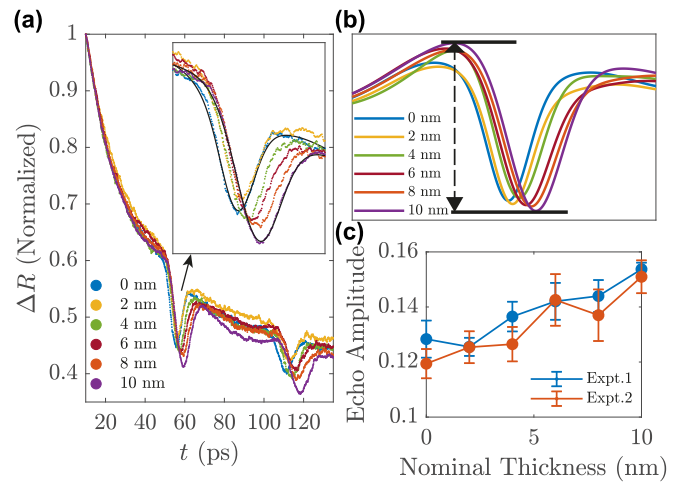 (a)
ΔR (Normalized)
1
0.9
0.8
0.7
0.6
0.5
0.4
0 nm
2 nm
4 nm
6 nm
8 nm
10 nm
20
40
60
80
100
120
t (ps)
(b)
0 nm
2 nm
4 nm
6 nm
8 nm
10 nm
(c)
Echo Amplitude
0.16
0.14
0.12
0.1
Expt.1
Expt.2
0
5
10
Nominal Thickness (nm)